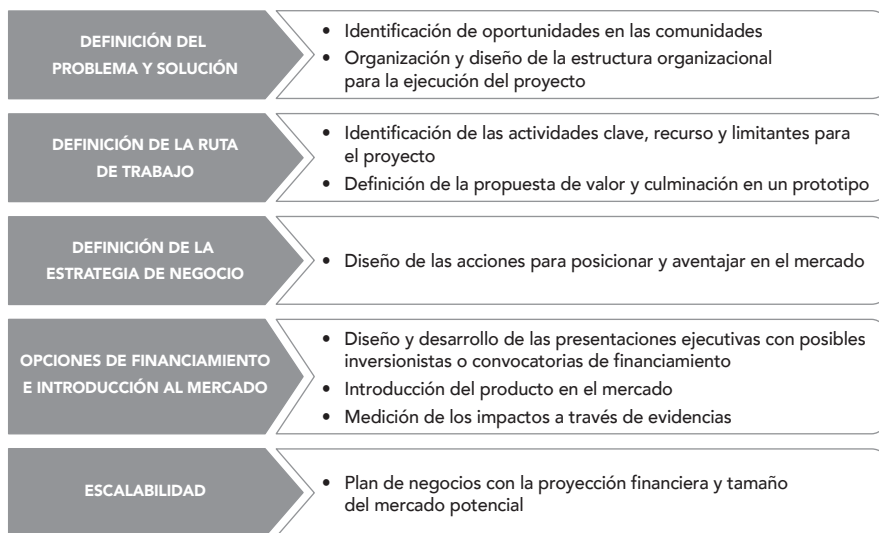 DEFINICIÓN DEL
PROBLEMA Y SOLUCIÓN
• Identificación de oportunidades en las comunidades
• Organización y diseño de la estructura organizacional
para la ejecución del proyecto
DEFINICIÓN DE LA RUTA
DE TRABAJO
• Identificación de las actividades clave, recurso y limitantes para
el proyecto
• Definición de la propuesta de valor y culminación en un prototipo
DEFINICIÓN DE LA
ESTRATEGIA DE NEGOCIO
• Diseño de las acciones para posicionar y aventajar en el mercado
OPCIONES DE FINANCIAMIENTO
E INTRODUCCIÓN AL MERCADO
• Diseño y desarrollo de las presentaciones ejecutivas con posibles
inversionistas o convocatorias de financiamiento
• Introducción del producto en el mercado
• Medición de los impactos a través de evidencias
ESCALABILIDAD
• Plan de negocios con la proyección financiera y tamaño
del mercado potencial